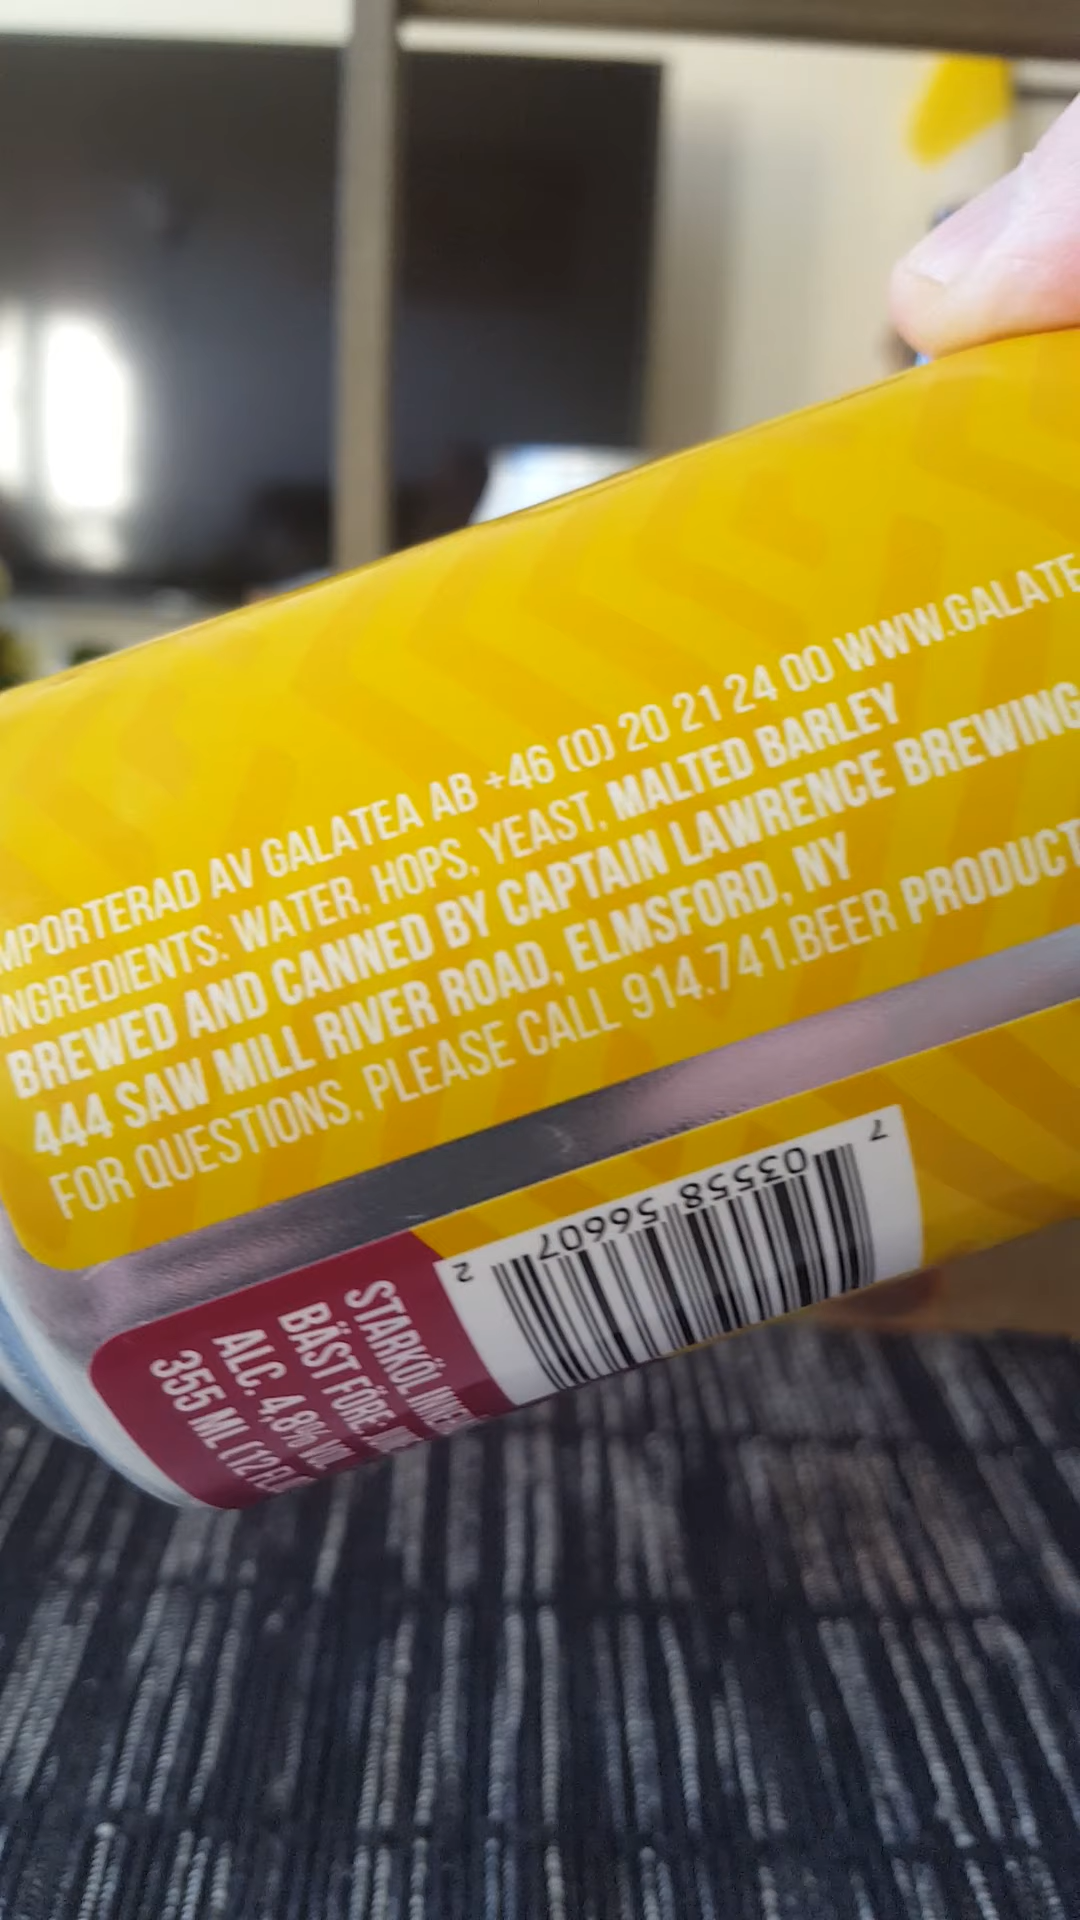 IMPORTERAD AV GALATEA AB +46 (0) 20 21 24 00 WWW.GALATE
INGREDIENTS: WATER, HOPS, YEAST, MALTED BARLEY
BREWED AND CANNED BY CAPTAIN LAWRENCE BREWING
444 SAW MILL RIVER ROAD, ELMSFORD, NY
FOR QUESTIONS, PLEASE CALL 914.741.BEER PRODUCT
7 03558 56607 2
STARKÖL
BÄST FÖRE:
ALC. 4,8% VOL
355 ML (12 FL.